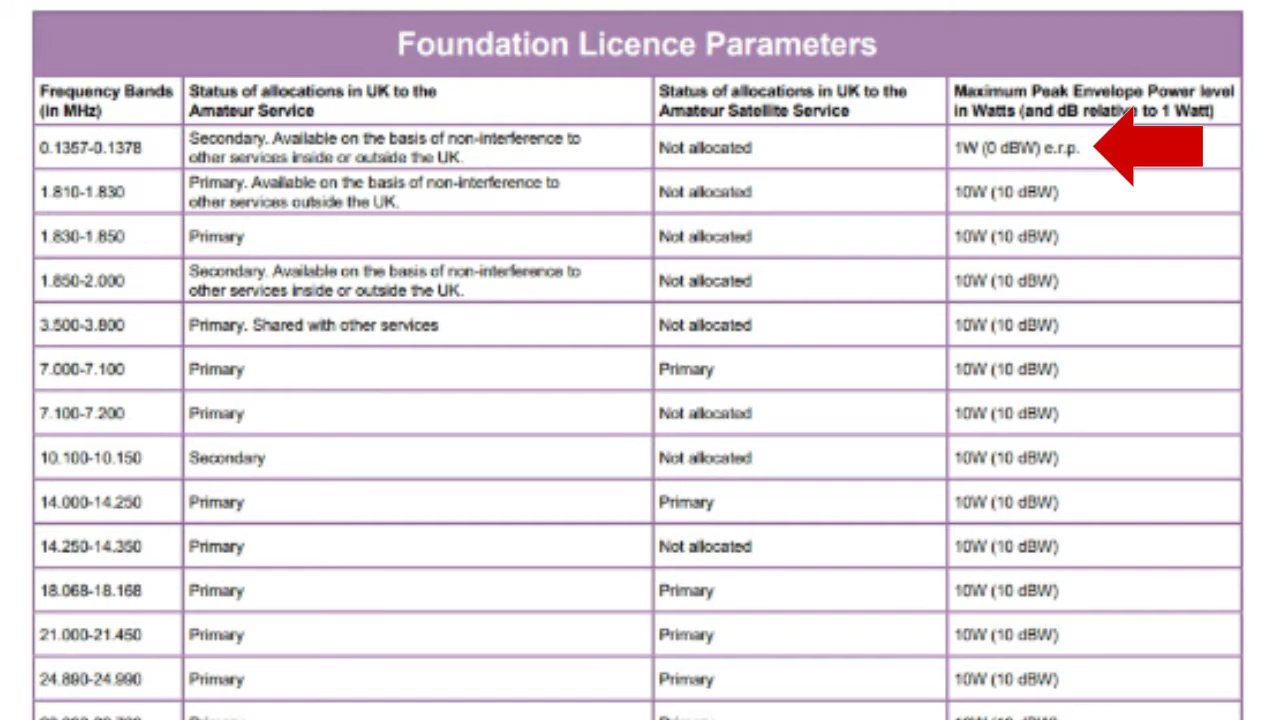 Foundation Licence Parameters
Frequency Bands (in MHz) Status of allocations in UK to the Amateur Service Status of allocations in UK to the Amateur Satellite Service Maximum Peak Envelope Power level in Watts (and dB relative to 1 Watt)
0.1357-0.1378 Secondary. Available on the basis of non-interference to other services inside or outside the UK. Not allocated 1W (0 dBW) e.r.p.
1.810-1.830 Primary. Available on the basis of non-interference to other services outside the UK. Not allocated 10W (10 dBW)
1.830-1.850 Primary Not allocated 10W (10 dBW)
1.850-2.000 Secondary. Available on the basis of non-interference to other services inside or outside the UK. Not allocated 10W (10 dBW)
3.500-3.800 Primary. Shared with other services Not allocated 10W (10 dBW)
7.000-7.100 Primary Primary 10W (10 dBW)
7.100-7.200 Primary Not allocated 10W (10 dBW)
10.100-10.150 Secondary Not allocated 10W (10 dBW)
14.000-14.250 Primary Primary 10W (10 dBW)
14.250-14.350 Primary Not allocated 10W (10 dBW)
18.068-18.168 Primary Primary 10W (10 dBW)
21.000-21.450 Primary Primary 10W (10 dBW)
24.890-24.990 Primary Primary 10W (10 dBW)